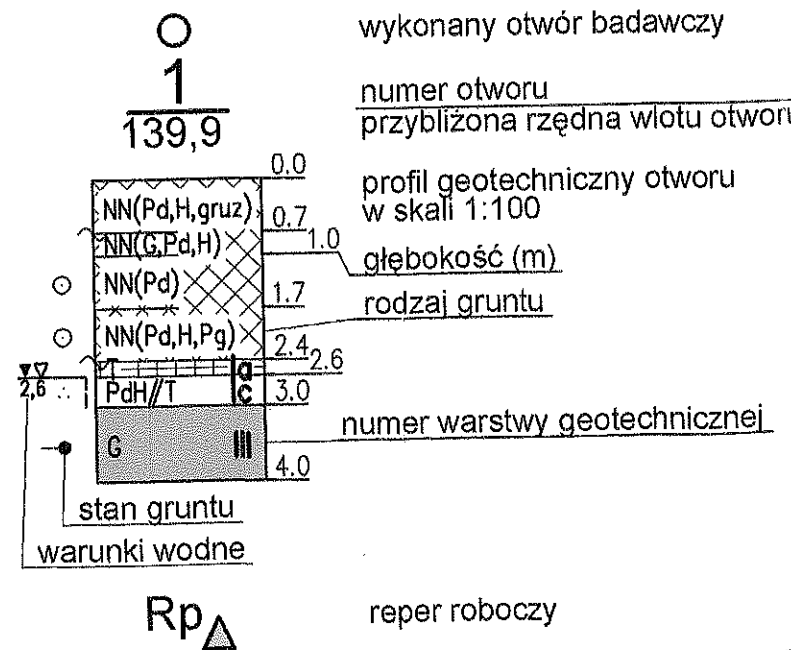 wykonany otwór badawczy
1
numer otworu
139,9
przybliżona rzędna wlotu otworu
0.0
profil geotechniczny otworu
w skali 1:100
NN(Pd,H,gruz)
0.7
NN(G,Pd,H)
1.0
głębokość (m)
NN(Pd)
1.7
rodzaj gruntu
NN(Pd,H,Pg)
2.4
T
a
2.6
2,6
PdH//T
I
c
3.0
numer warstwy geotechnicznej
G
III
4.0
stan gruntu
warunki wodne
Rp
reper roboczy